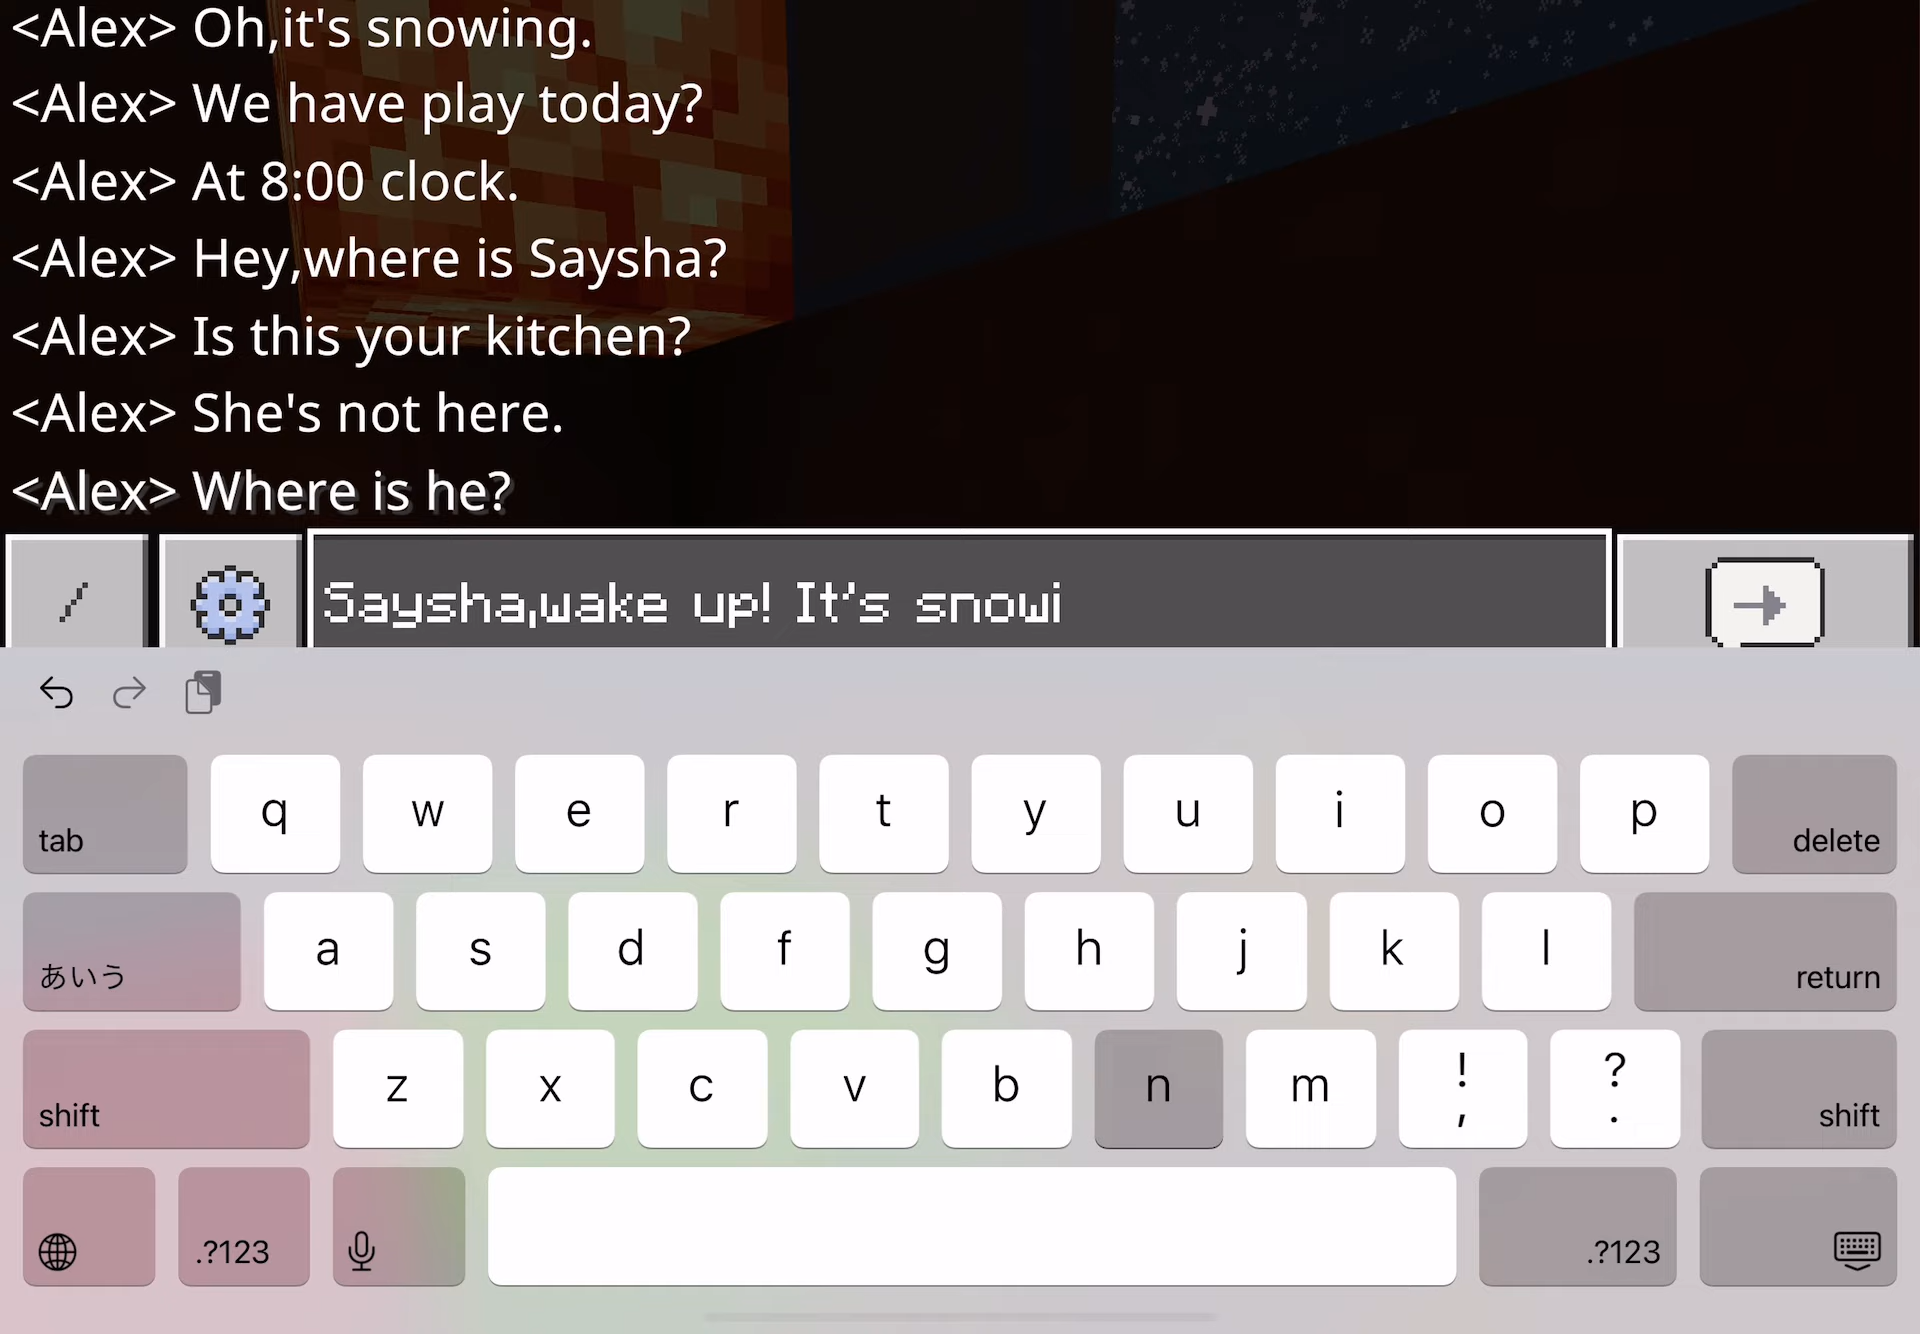 <Alex> Oh,it's snowing.
<Alex> We have play today?
<Alex> At 8:00 clock.
<Alex> Hey,where is Saysha?
<Alex> Is this your kitchen?
<Alex> She's not here.
<Alex> Where is he?
/
Saysha,wake up! It's snowi
tab q w e r t y u i o p delete
あいう a s d f g h j k l return
shift z x c v b n m ! , ? . shift
.?123 .?123